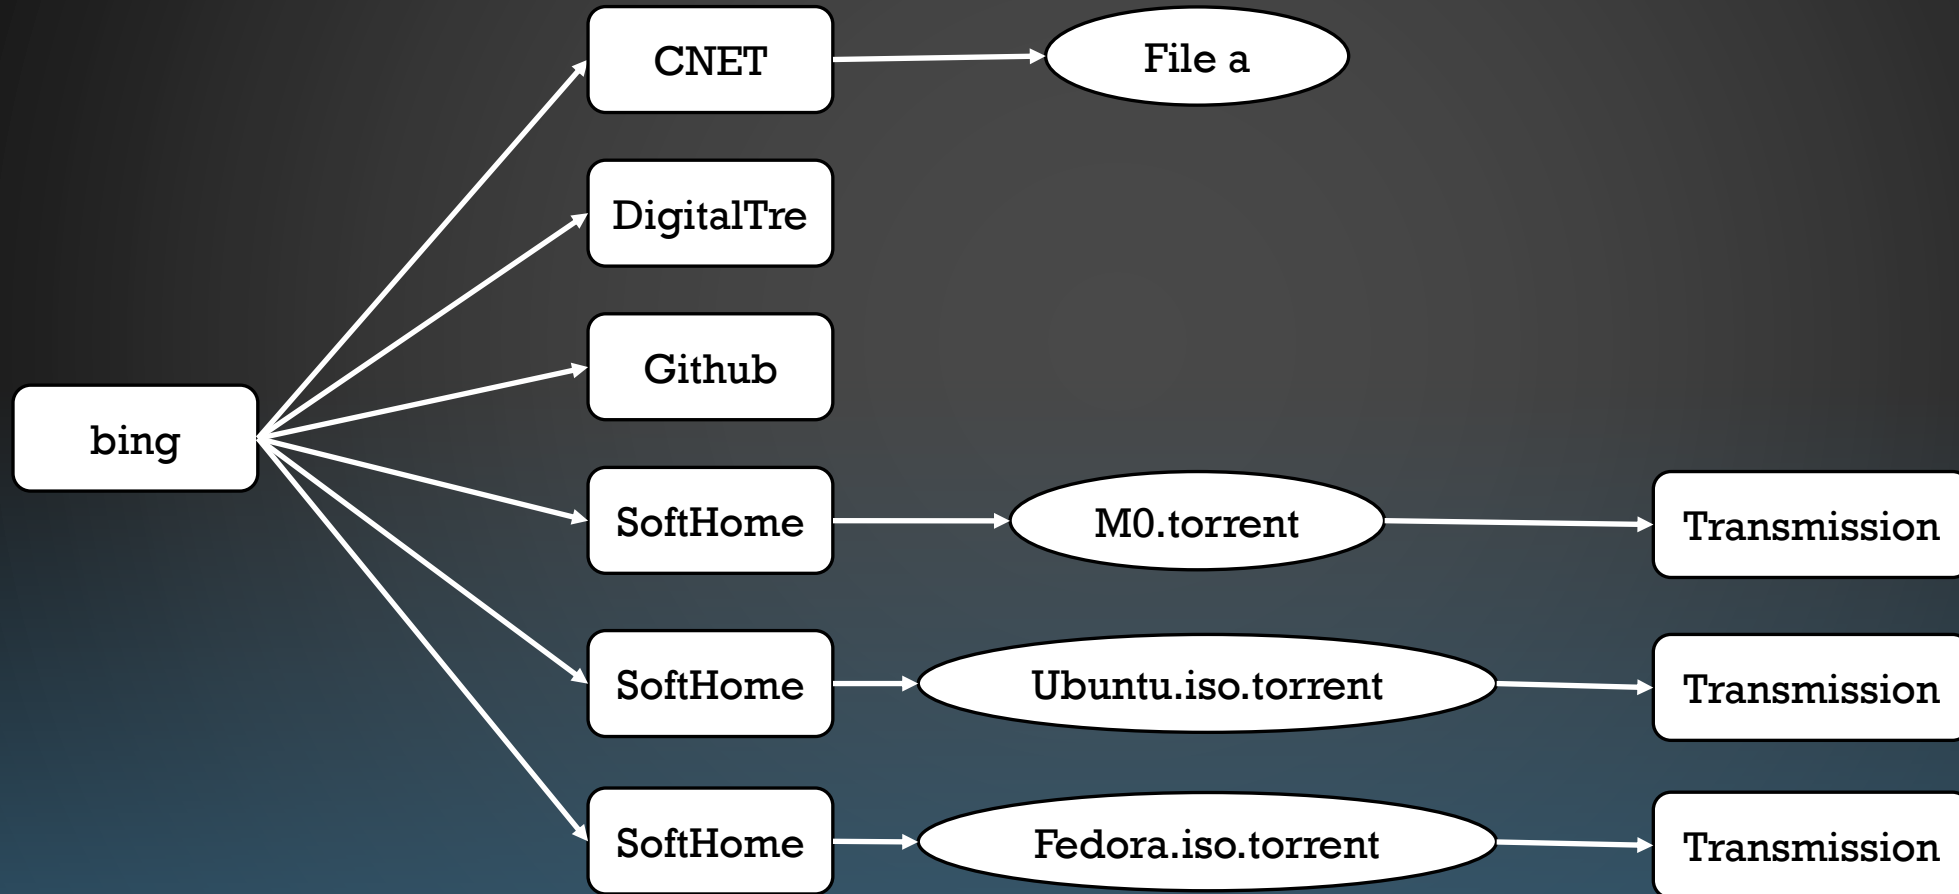 CNET
File a
DigitalTre
Github
bing
SoftHome
M0.torrent
Transmission
SoftHome
Ubuntu.iso.torrent
Transmission
SoftHome
Fedora.iso.torrent
Transmission